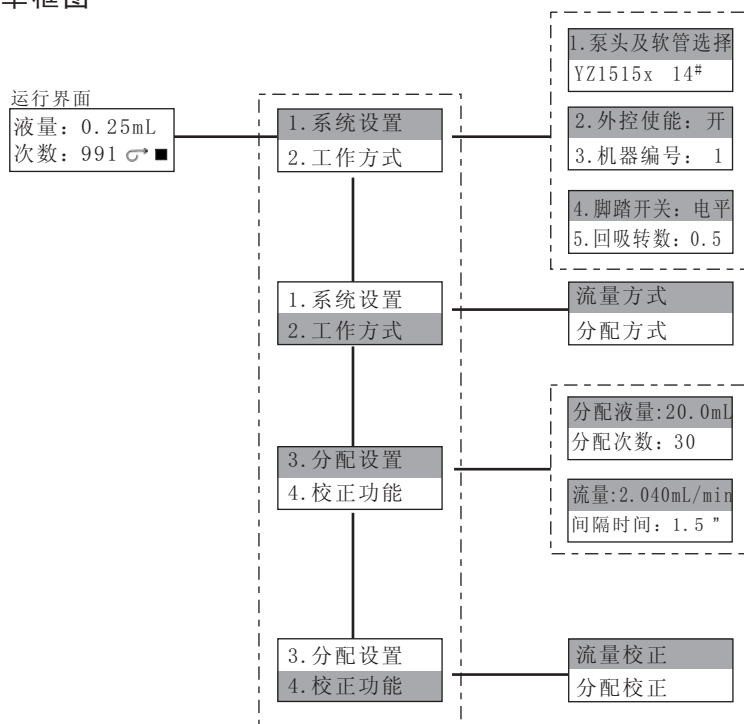 单框图
运行界面
液量：0.25mL
次数：991
1.系统设置
2.工作方式
1.泵头及软管选择
YZ1515x 14#
2.外控使能：开
3.机器编号： 1
4.脚踏开关：电平
5.回吸转数：0.5
1.系统设置
2.工作方式
流量方式
分配方式
3.分配设置
4.校正功能
分配液量:20.0mL
分配次数：30
流量:2.040mL/min
间隔时间：1.5 ”
3.分配设置
4.校正功能
流量校正
分配校正